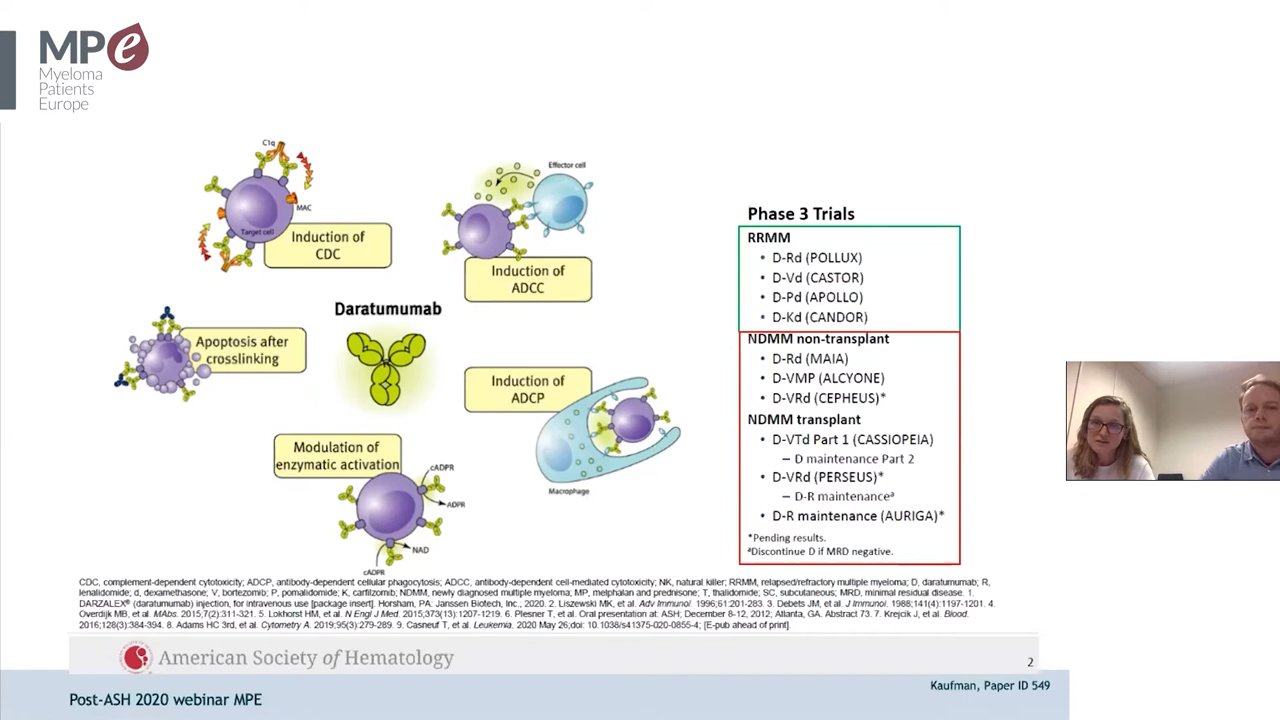 MPe
Myeloma
Patients
Europe
C1q
MAC
Target cell
Induction of
CDC
Effector cell
Induction of
ADCC
Daratumumab
Apoptosis after
crosslinking
Induction of
ADCP
Macrophage
Modulation of
enzymatic activation
cADPR
ADPR
NAD
cADPR
Phase 3 Trials
RRMM
• D-Rd (POLLUX)
• D-Vd (CASTOR)
• D-Pd (APOLLO)
• D-Kd (CANDOR)
NDMM non-transplant
• D-Rd (MAIA)
• D-VMP (ALCYONE)
• D-VRd (CEPHEUS)*
NDMM transplant
• D-VTd Part 1 (CASSIOPEIA)
– D maintenance Part 2
• D-VRd (PERSEUS)*
– D-R maintenanceᵃ
• D-R maintenance (AURIGA)*
*Pending results.
ᵃDiscontinue D if MRD negative.
CDC, complement-dependent cytotoxicity; ADCP, antibody-dependent cellular phagocytosis; ADCC, antibody-dependent cell-mediated cytotoxicity; NK, natural killer; RRMM, relapsed/refractory multiple myeloma; D, daratumumab; R,
lenalidomide; d, dexamethasone; V, bortezomib; P, pomalidomide; K, carfilzomib; NDMM, newly diagnosed multiple myeloma; MP, melphalan and prednisone; T, thalidomide; SC, subcutaneous; MRD, minimal residual disease. 1.
DARZALEX® (daratumumab) injection, for intravenous use [package insert]. Horsham, PA: Janssen Biotech, Inc., 2020. 2. Liszewski MK, et al. Adv Immunol. 1996;61:201-283. 3. Debets JM, et al. J Immunol. 1988;141(4):1197-1201. 4.
Overdijk MB, et al. MAbs. 2015;7(2):311-321. 5. Lokhorst HM, et al. N Engl J Med. 2015;373(13):1207-1219. 6. Plesner T, et al. Oral presentation at: ASH; December 8-12, 2012; Atlanta, GA. Abstract 73. 7. Krejcik J, et al. Blood.
2016;128(3):384-394. 8. Adams HC 3rd, et al. Cytometry A. 2019;95(3):279-289. 9. Casneuf T, et al. Leukemia. 2020 May 26;doi: 10.1038/s41375-020-0855-4; [E-pub ahead of print].
American Society of Hematology
2
Kaufman, Paper ID 549
Post-ASH 2020 webinar MPE